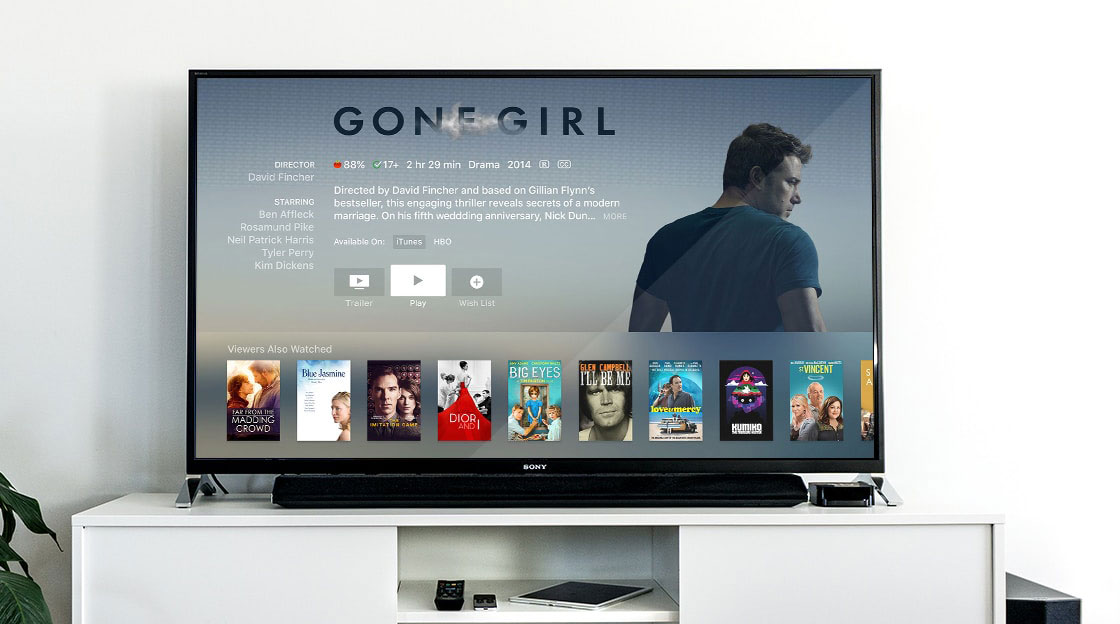 GONE GIRL
DIRECTOR
David Fincher
STARRING
Ben Affleck
Rosamund Pike
Neil Patrick Harris
Tyler Perry
Kim Dickens
88% 17+ 2 hr 29 min Drama 2014 R CC
Directed by David Fincher and based on Gillian Flynn's
bestseller, this engaging thriller reveals secrets of a modern
marriage. On his fifth weddding anniversary, Nick Dun... MORE
Available On: iTunes HBO
Trailer Play Wish List
Viewers Also Watched
FAR FROM THE
MADDING
CROWD
Blue Jasmine
IMITATION GAME
DIOR
AND I
BIG EYES
GLEN CAMPBELL
I'LL BE ME
love&mercy
KUMIKO
ST. VINCENT
S
A
SONY